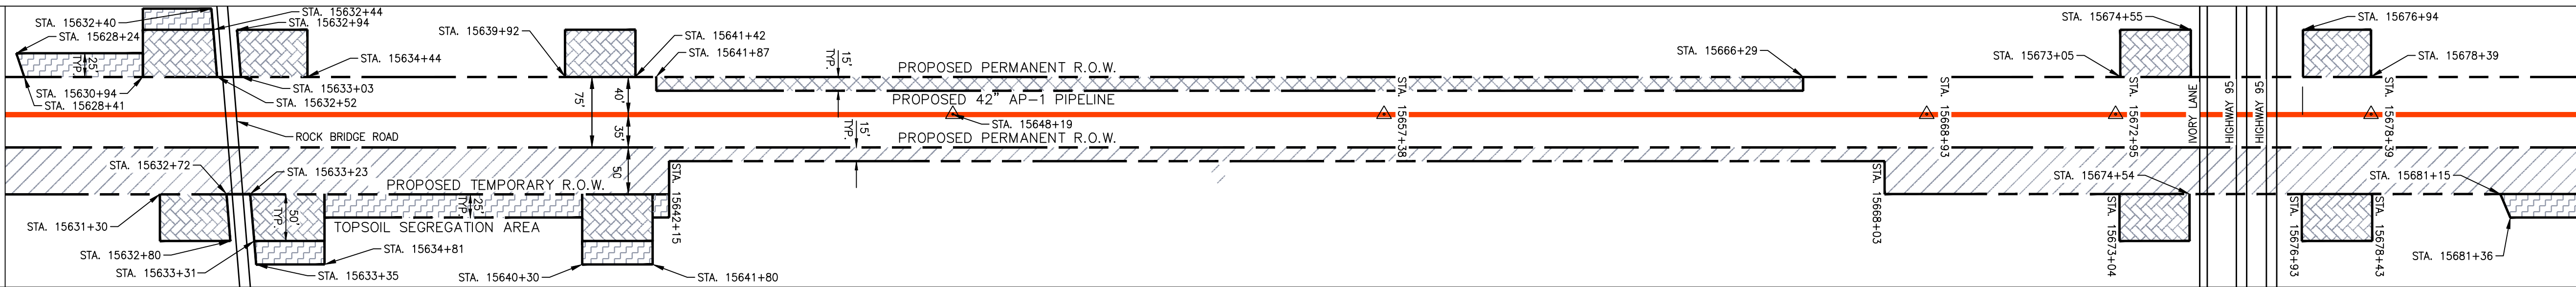 STA. 15632+40
STA. 15632+44
STA. 15632+94
STA. 15628+24
25' TYP.
STA. 15634+44
STA. 15630+94
STA. 15628+41
STA. 15633+03
STA. 15632+52
ROCK BRIDGE ROAD
STA. 15639+92
STA. 15641+42
STA. 15641+87
75'
40'
35'
50'
15' TYP.
15' TYP.
PROPOSED PERMANENT R.O.W.
PROPOSED 42" AP-1 PIPELINE
STA. 15648+19
PROPOSED PERMANENT R.O.W.
STA. 15666+29
STA. 15657+38
STA. 15668+93
STA. 15674+55
STA. 15673+05
STA. 15672+95
IVORY LANE
HIGHWAY 95
HIGHWAY 95
STA. 15676+94
STA. 15678+39
STA. 15678+39
STA. 15632+72
STA. 15633+23
PROPOSED TEMPORARY R.O.W.
STA. 15631+30
50' TYP.
25' TYP.
TOPSOIL SEGREGATION AREA
STA. 15632+80
STA. 15633+31
STA. 15634+81
STA. 15633+35
STA. 15640+30
STA. 15641+80
STA. 15642+15
STA. 15668+03
STA. 15674+54
STA. 15673+04
STA. 15676+93
STA. 15678+43
STA. 15681+15
STA. 15681+36